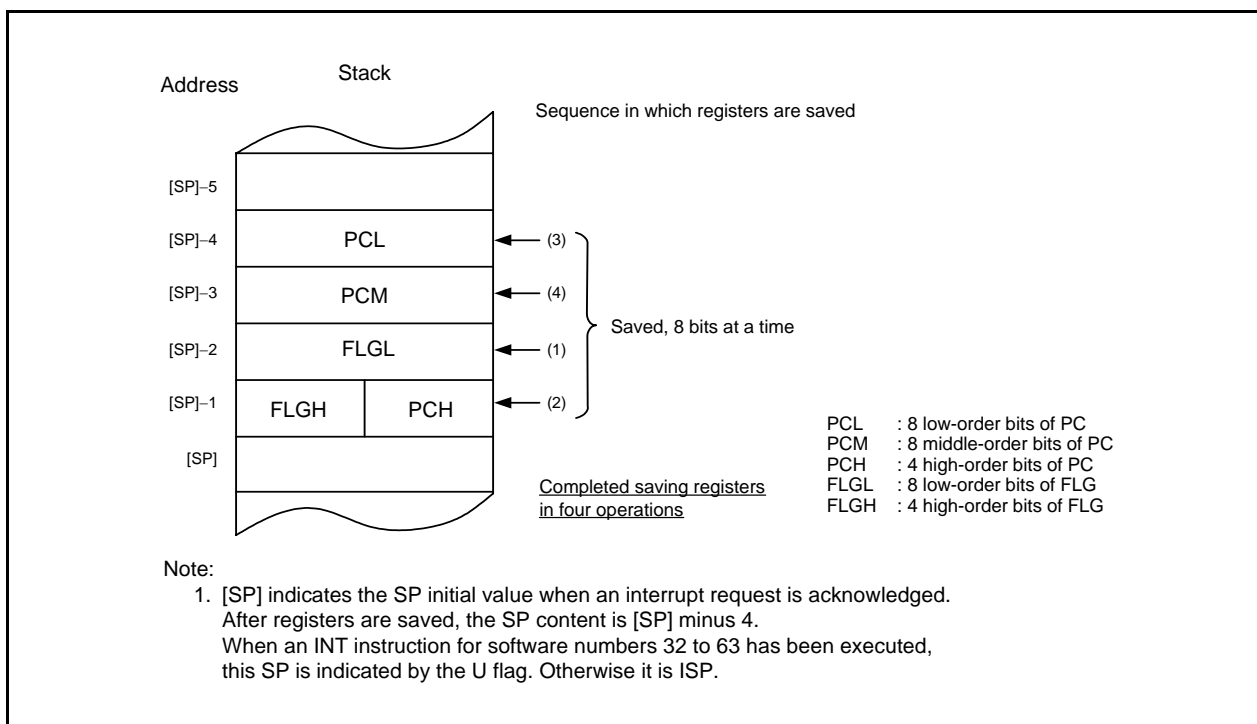 Address
Stack
Sequence in which registers are saved
[SP]−5
[SP]−4 PCL (3)
[SP]−3 PCM (4)
Saved, 8 bits at a time
[SP]−2 FLGL (1)
[SP]−1 FLGH PCH (2)
[SP]
PCL : 8 low-order bits of PC
PCM : 8 middle-order bits of PC
PCH : 4 high-order bits of PC
FLGL : 8 low-order bits of FLG
FLGH : 4 high-order bits of FLG
Completed saving registers
in four operations
Note:
1. [SP] indicates the SP initial value when an interrupt request is acknowledged.
After registers are saved, the SP content is [SP] minus 4.
When an INT instruction for software numbers 32 to 63 has been executed,
this SP is indicated by the U flag. Otherwise it is ISP.